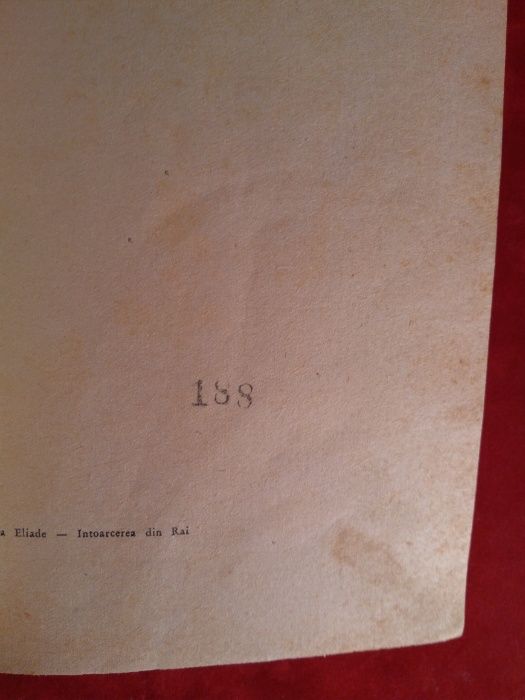 188
a Eliade — Intoarcerea din Rai